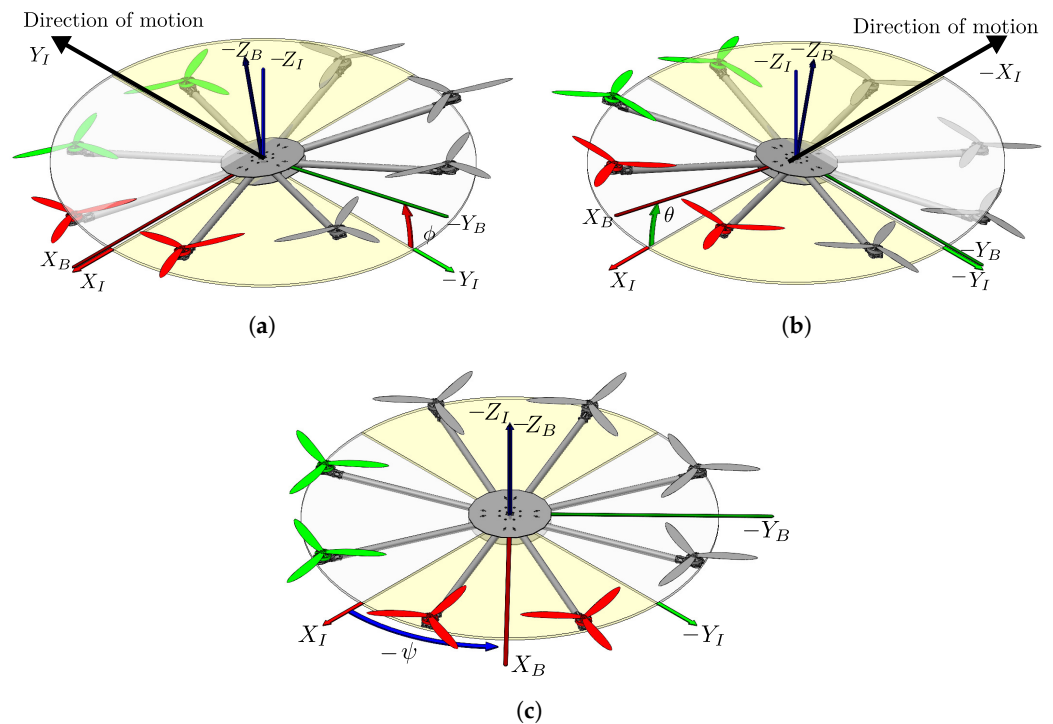 Direction of motion
Y_I
−Z_B
−Z_I
X_B
X_I
ϕ
−Y_B
−Y_I
(a)
Direction of motion
−X_I
−Z_I
−Z_B
X_B
θ
X_I
−Y_B
−Y_I
(b)
−Z_I
−Z_B
−Y_B
X_I
−ψ
X_B
−Y_I
(c)